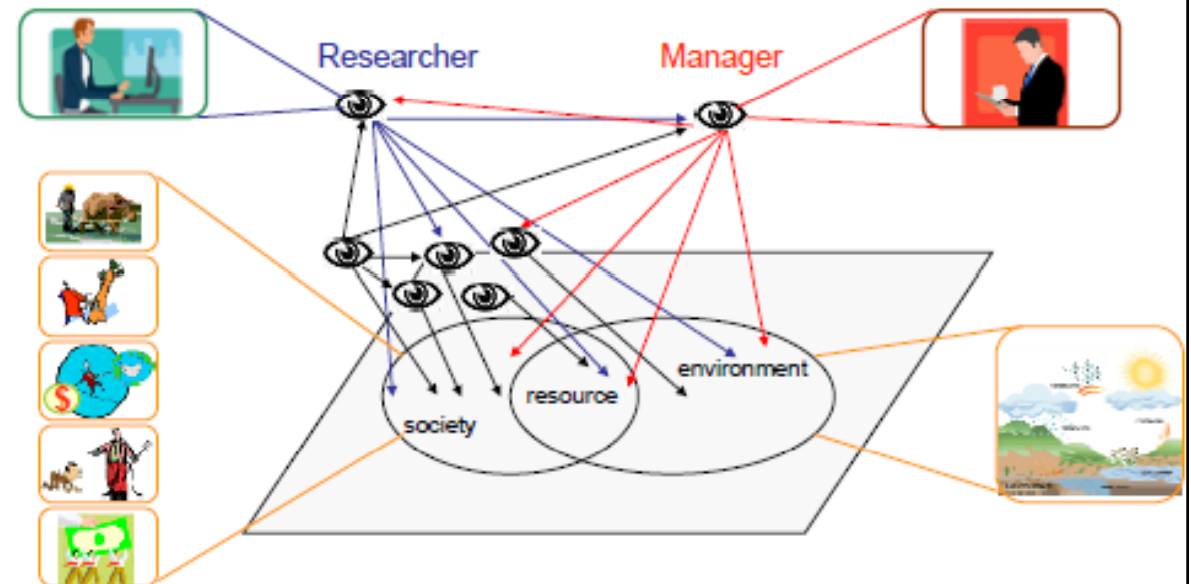 Researcher
Manager
environment
resource
society
$